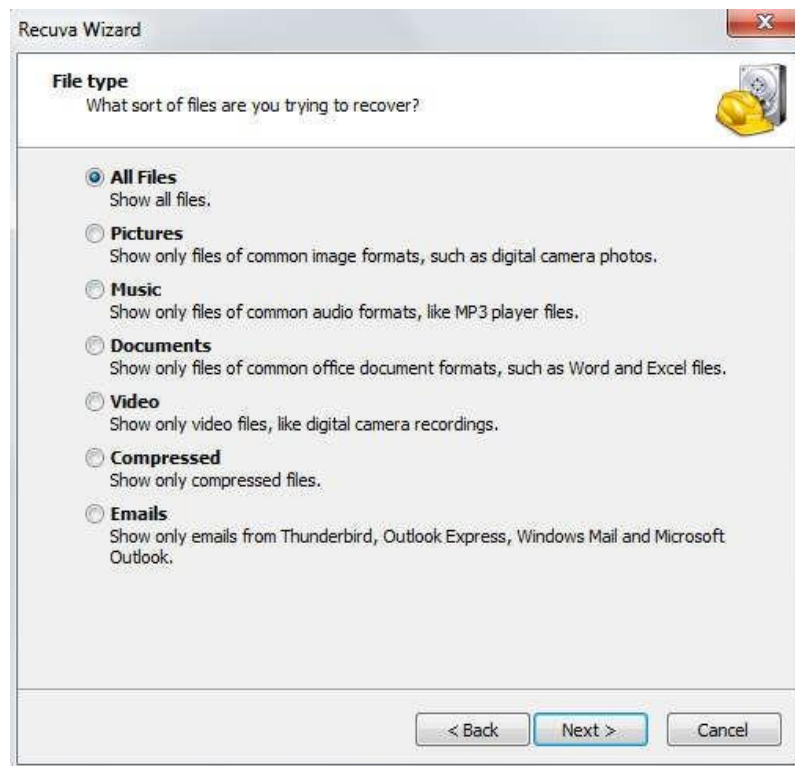 Recuva Wizard
File type
What sort of files are you trying to recover?
All Files
Show all files.
Pictures
Show only files of common image formats, such as digital camera photos.
Music
Show only files of common audio formats, like MP3 player files.
Documents
Show only files of common office document formats, such as Word and Excel files.
Video
Show only video files, like digital camera recordings.
Compressed
Show only compressed files.
Emails
Show only emails from Thunderbird, Outlook Express, Windows Mail and Microsoft
Outlook.
< Back Next > Cancel